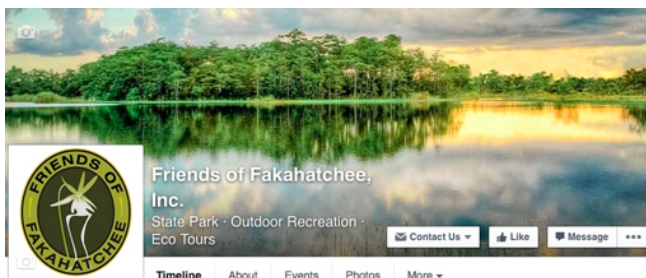 FRIENDS OF
FAKAHATCHEE
Friends of Fakahatchee,
Inc.
State Park · Outdoor Recreation ·
Eco Tours
Contact Us
Like
Message
Timeline
About
Events
Photos
More